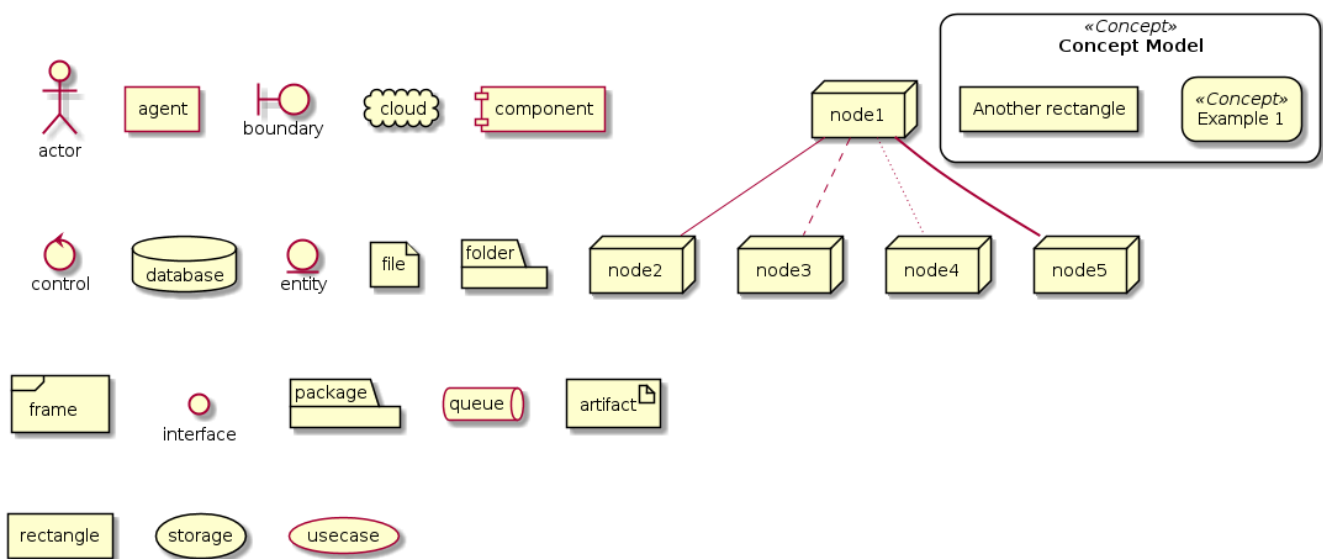 «Concept»
Concept Model
actor
agent
boundary
cloud
component
node1
Another rectangle
«Concept»
Example 1
control
database
entity
file
folder
node2
node3
node4
node5
frame
interface
package
queue
artifact
rectangle
storage
usecase